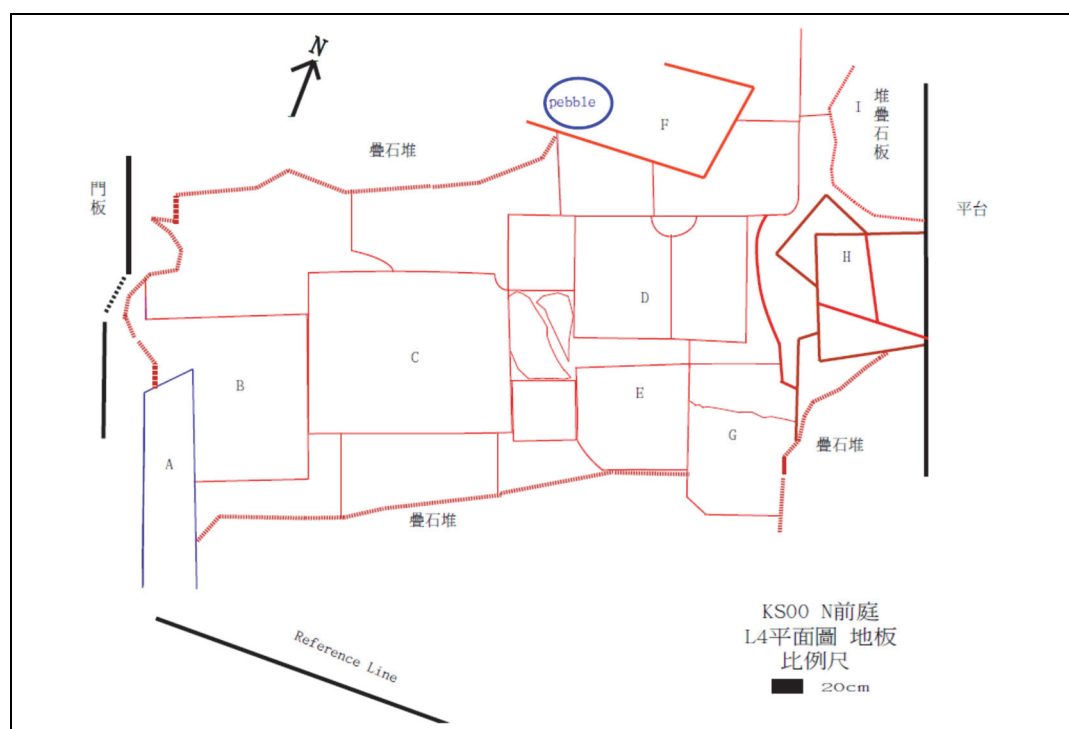 N
pebble
疊石堆
F
I
堆疊石板
門板
平台
H
D
C
B
E
G
A
疊石堆
疊石堆
Reference Line
KS00 N前庭
L4平面圖 地板
比例尺
20cm